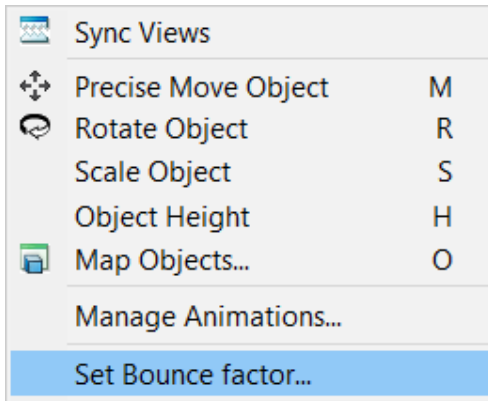 Sync Views
Precise Move Object M
Rotate Object R
Scale Object S
Object Height H
Map Objects... O
Manage Animations...
Set Bounce factor...